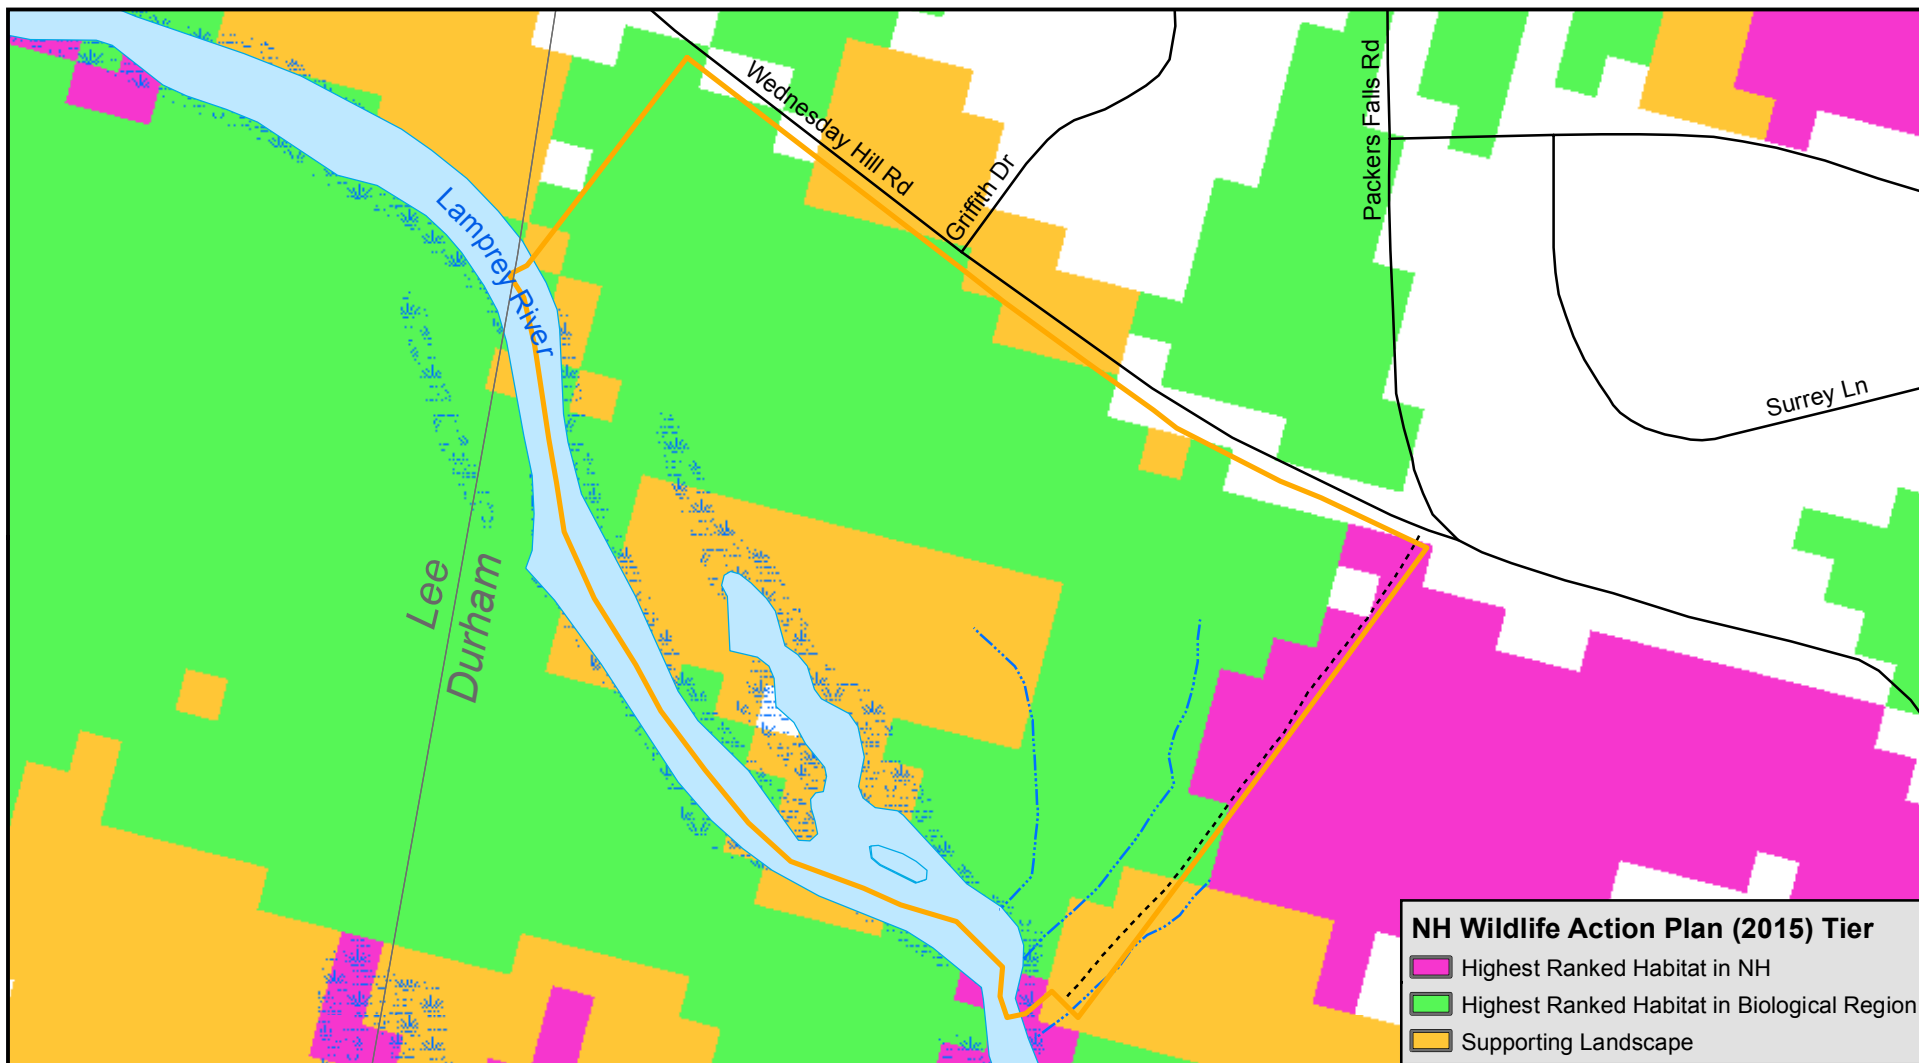 Wednesday Hill Rd
Griffith Dr
Packers Falls Rd
Surrey Ln
Lamprey River
Lee
Durham
NH Wildlife Action Plan (2015) Tier
Highest Ranked Habitat in NH
Highest Ranked Habitat in Biological Region
Supporting Landscape